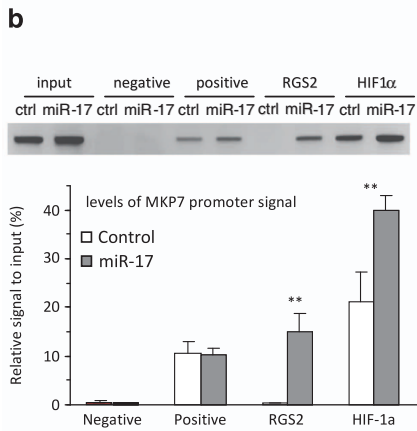 b
input negative positive RGS2 HIF1α
ctrl miR-17 ctrl miR-17 ctrl miR-17 ctrl miR-17 ctrl miR-17
levels of MKP7 promoter signal
Control
miR-17
Relative signal to input (%)
40
30
20
10
0
**
**
Negative Positive RGS2 HIF-1a